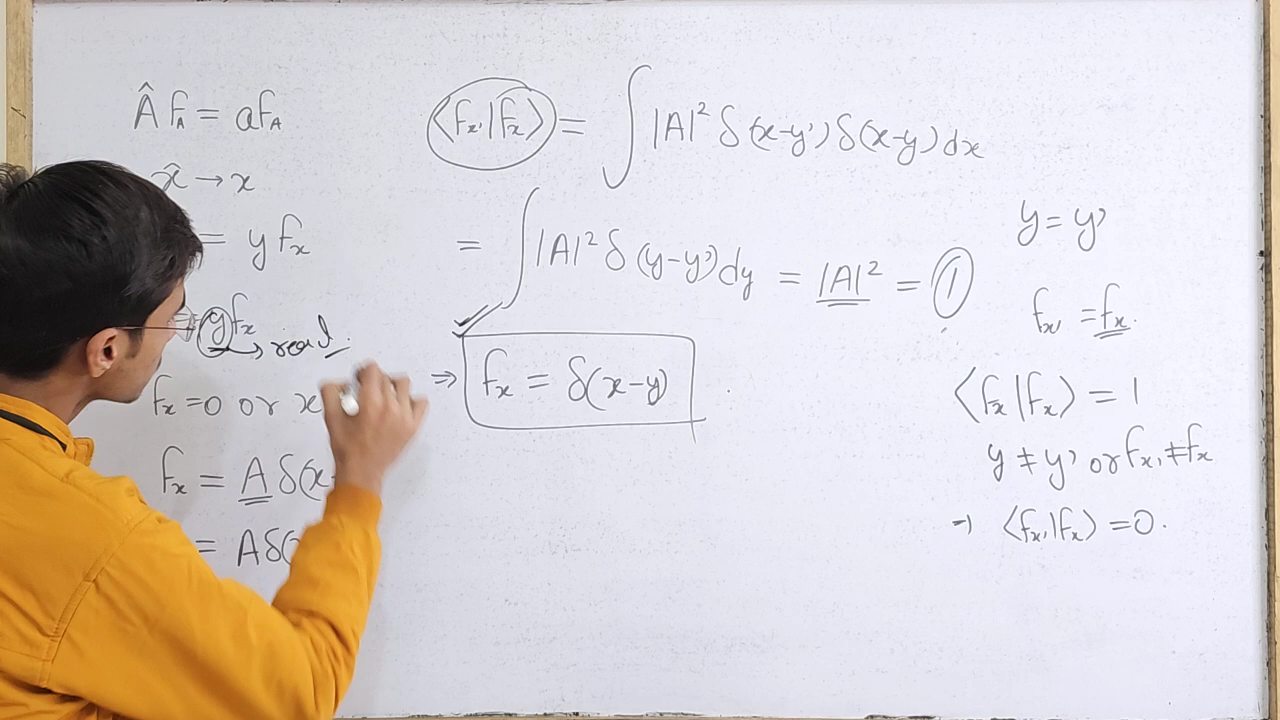 Â f_A = a f_A
x̂ → x
= y f_x
y f_x
→ real.
f_x = 0 or x
f_x = A δ(x-
= A δ(
⟨f_x'|f_x⟩ = ∫ |A|² δ(x-y') δ(x-y) dx
= ∫ |A|² δ(y-y') dy = |A|² = 1
⇒ f_x = δ(x-y)
y = y'
f_x' = f_x.
⟨f_x|f_x⟩ = 1
y ≠ y' or f_x' ≠ f_x
⇒ ⟨f_x'|f_x⟩ = 0.